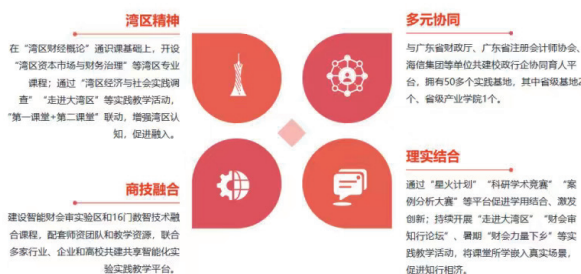 湾区精神
在“湾区财经概论”通识课基础上，开设
“湾区资本市场与财务治理”等湾区专业
课程；通过“湾区经济与社会实践调
查”“走进大湾区”等实践教学活动，
“第一课堂+第二课堂”联动，增强湾区认
知，促进融入。
多元协同
与广东省财政厅、广东省注册会计师协会、
海信集团等单位共建校政行企协同育人平
台，拥有50多个实践基地，其中省级基地2
个、省级产业学院1个。
商技融合
建设智能财会审实验区和16门数智技术融
合课程，配套师资团队和教学资源，联合
多家行业、企业和高校共建共享智能化实
验实践教学平台。
理实结合
通过“星火计划”“科研学术竞赛”“案
例分析大赛”等平台促进学用结合、激发
创新；持续开展“走进大湾区”“财会审
知行论坛”、暑期“财会力量下乡”等实
践教学活动，将课堂所学嵌入真实场景，
促进知行相济。